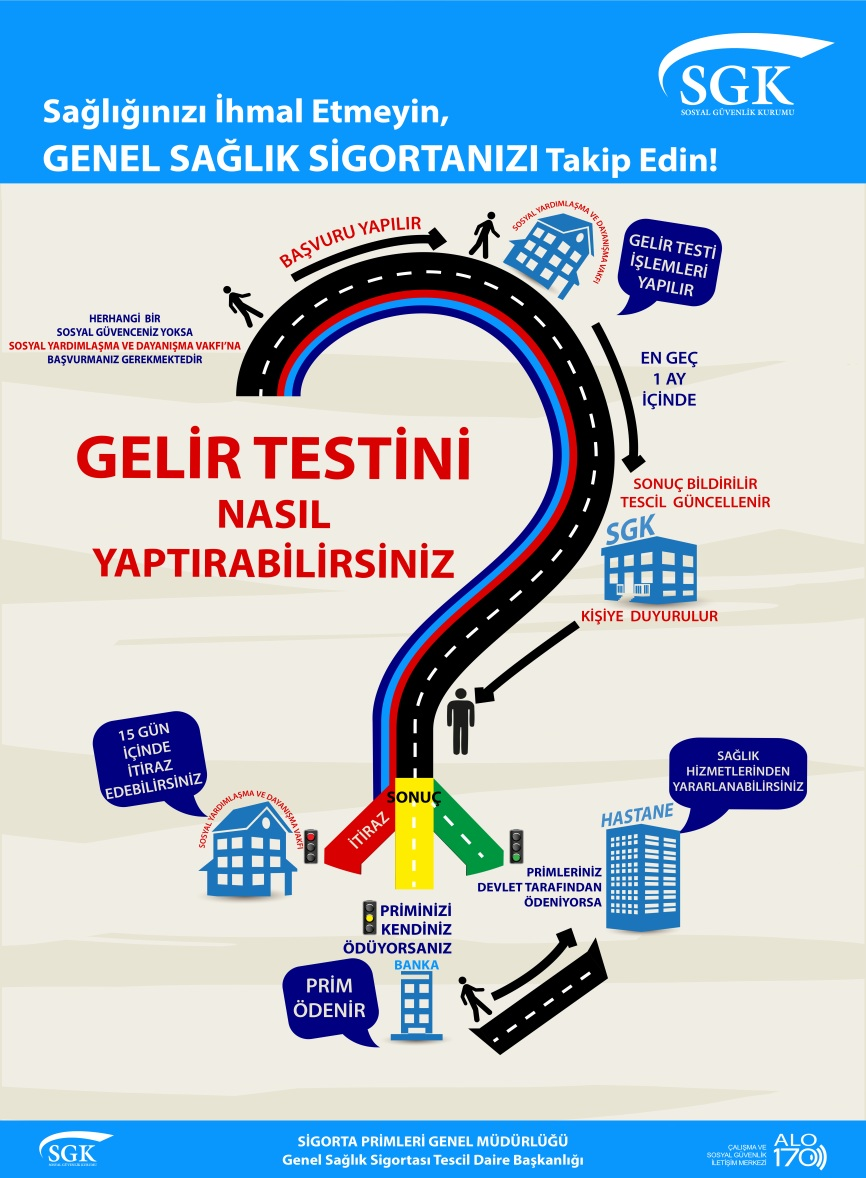 SGK
SOSYAL GÜVENLİK KURUMU
Sağlığınızı İhmal Etmeyin,
GENEL SAĞLIK SİGORTANIZI Takip Edin!
BAŞVURU YAPILIR
SOSYAL YARDIMLAŞMA VE DAYANIŞMA VAKFI
GELİR TESTİ
İŞLEMLERİ
YAPILIR
HERHANGİ BİR
SOSYAL GÜVENCENİZ YOKSA
SOSYAL YARDIMLAŞMA VE DAYANIŞMA VAKFI'NA
BAŞVURMANIZ GEREKMEKTEDİR
EN GEÇ
1 AY
İÇİNDE
GELİR TESTİNİ
NASIL
YAPTIRABİLİRSİNİZ
SONUÇ BİLDİRİLİR
TESCİL GÜNCELLENİR
SGK
KİŞİYE DUYURULUR
15 GÜN
İÇİNDE
İTİRAZ
EDEBİLİRSİNİZ
SOSYAL YARDIMLAŞMA VE DAYANIŞMA VAKFI
SONUÇ
İTİRAZ
SAĞLIK
HİZMETLERİNDEN
YARARLANABİLİRSİNİZ
HASTANE
PRİMLERİNİZ
DEVLET TARAFINDAN
ÖDENİYORSA
PRİMİNİZİ
KENDİNİZ
ÖDÜYORSANIZ
BANKA
PRİM
ÖDENİR
SGK
SOSYAL GÜVENLİK KURUMU
SİGORTA PRİMLERİ GENEL MÜDÜRLÜĞÜ
Genel Sağlık Sigortası Tescil Daire Başkanlığı
ÇALIŞMA VE
SOSYAL GÜVENLİK
İLETİŞİM MERKEZİ
ALO
170